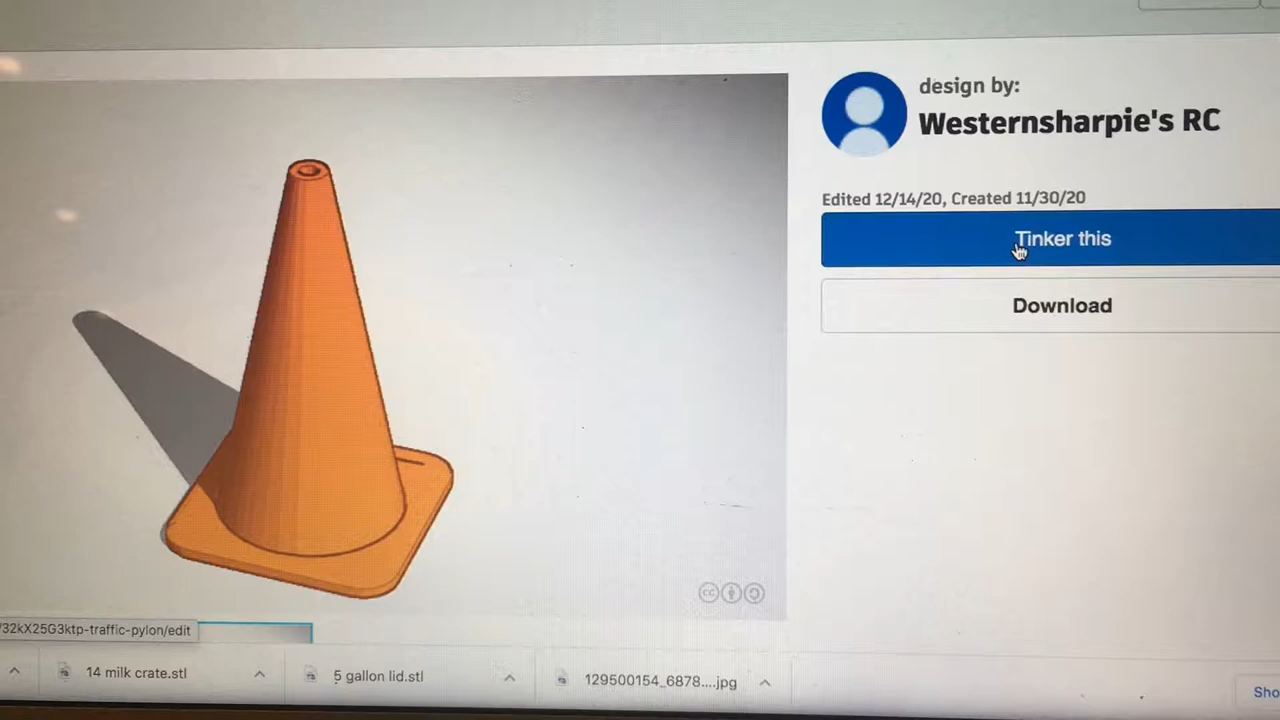 design by:
Westernsharpie's RC
Edited 12/14/20, Created 11/30/20
Tinker this
Download
cc
/32kX25G3ktp-traffic-pylon/edit
14 milk crate.stl
5 gallon lid.stl
129500154_6878....jpg
Sho